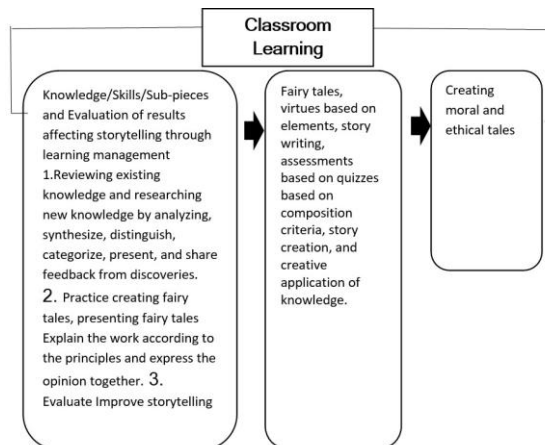 Classroom
Learning
Knowledge/Skills/Sub-pieces
and Evaluation of results
affecting storytelling through
learning management
1.Reviewing existing
knowledge and researching
new knowledge by analyzing,
synthesize, distinguish,
categorize, present, and share
feedback from discoveries.
2. Practice creating fairy
tales, presenting fairy tales
Explain the work according to
the principles and express the
opinion together. 3.
Evaluate Improve storytelling
Fairy tales,
virtues based on
elements, story
writing,
assessments
based on quizzes
based on
composition
criteria, story
creation, and
creative
application of
knowledge.
Creating
moral and
ethical tales